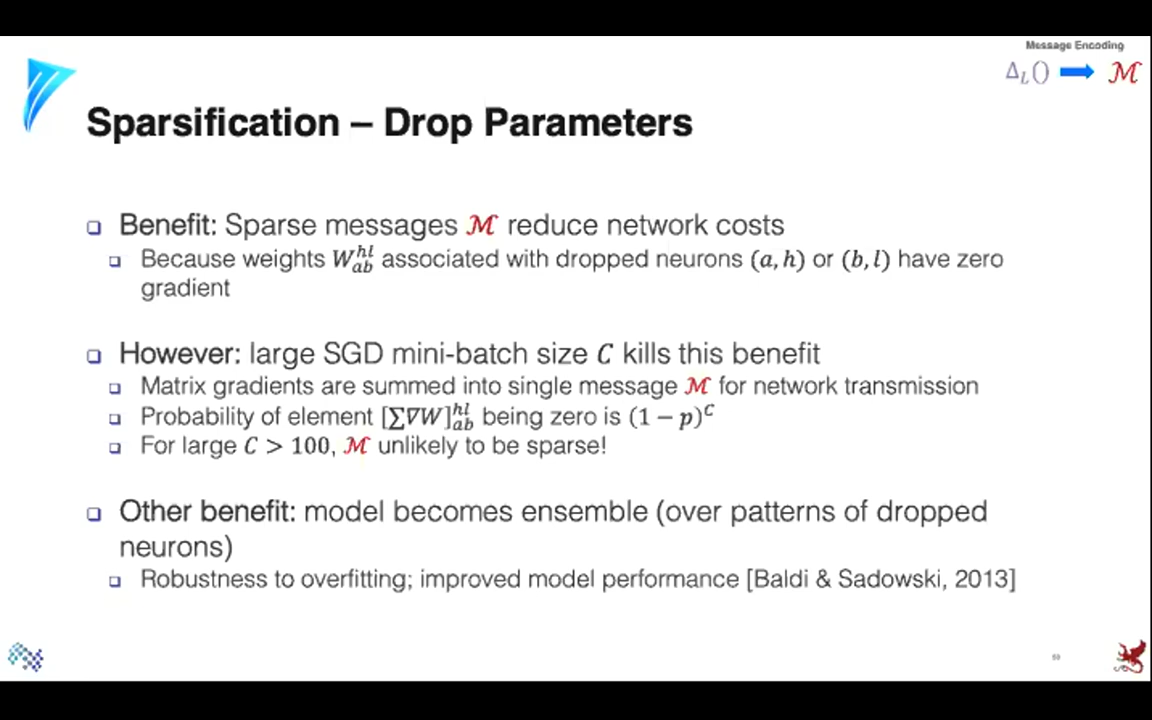 Message Encoding
Δ_L() ➡ ℳ
Sparsification – Drop Parameters
❑ Benefit: Sparse messages ℳ reduce network costs
❑ Because weights W_{ab}^{hl} associated with dropped neurons (a, h) or (b, l) have zero
gradient
❑ However: large SGD mini-batch size C kills this benefit
❑ Matrix gradients are summed into single message ℳ for network transmission
❑ Probability of element [∑∇W]_{ab}^{hl} being zero is (1 − p)^C
❑ For large C > 100, ℳ unlikely to be sparse!
❑ Other benefit: model becomes ensemble (over patterns of dropped
neurons)
❑ Robustness to overfitting; improved model performance [Baldi & Sadowski, 2013]